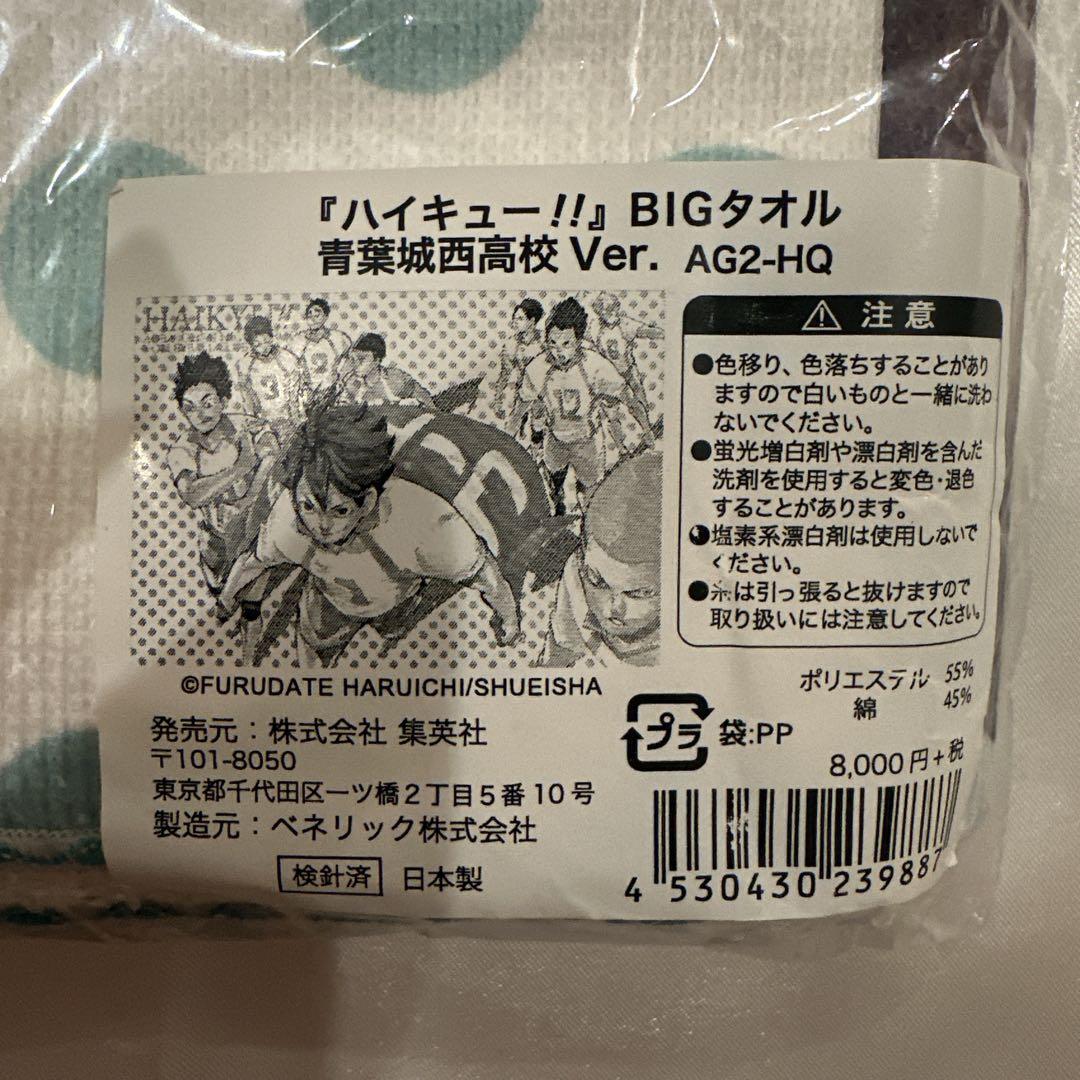 『ハイキュー!!』BIGタオル
青葉城西高校 Ver. AG2-HQ
⚠ 注意
●色移り、色落ちすることがあり
ますので白いものと一緒に洗わ
ないでください。
●蛍光増白剤や漂白剤を含んだ
洗剤を使用すると変色・退色
することがあります。
●塩素系漂白剤は使用しないで
ください。
●糸は引っ張ると抜けますので
取り扱いには注意してください。
©FURUDATE HARUICHI/SHUEISHA
ポリエステル 55%
綿 45%
発売元：株式会社 集英社
〒101-8050
東京都千代田区一ツ橋2丁目5番10号
製造元：ベネリック株式会社
検針済 日本製
プラ 袋:PP
8,000円+税
4 530430 239887